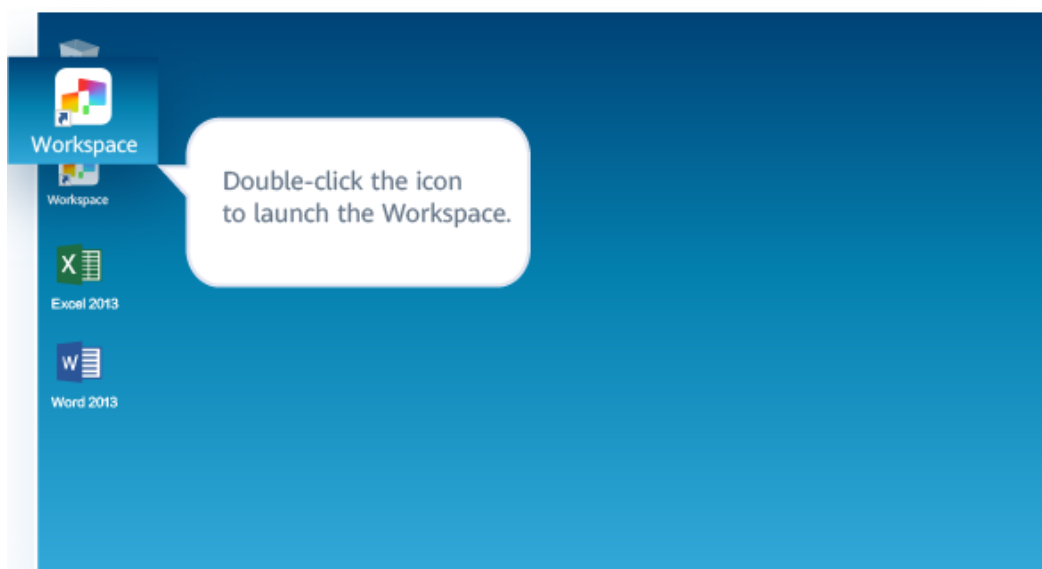 Workspace
Double-click the icon
to launch the Workspace.
Workspace
X
Excel 2013
W
Word 2013